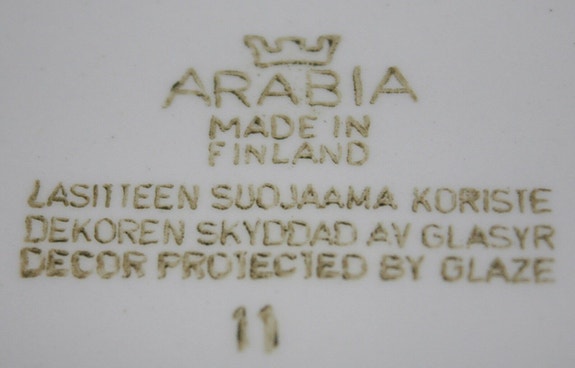 ARABIA
MADE IN
FINLAND
LASITTEEN SUOJAAMA KORISTE
DEKOREN SKYDDAD AV GLASYR
DECOR PROTECTED BY GLAZE
11